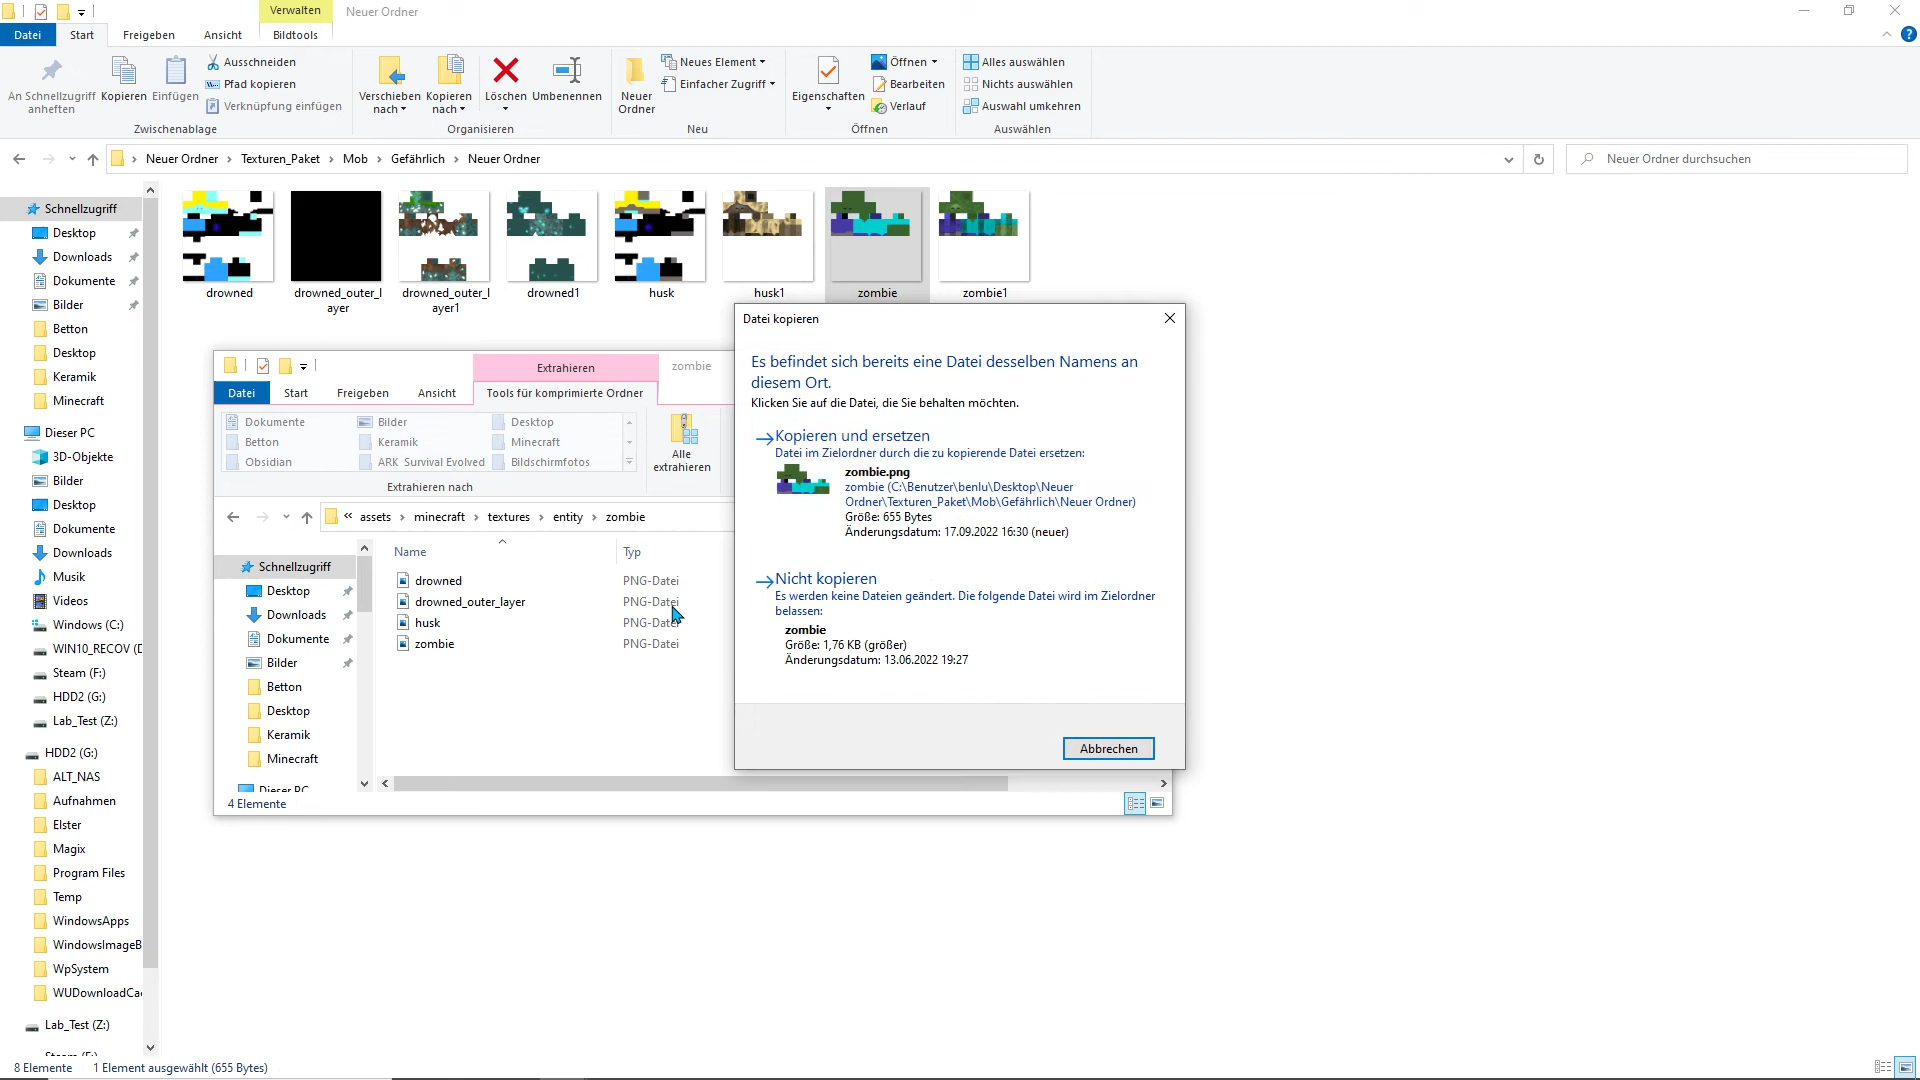 Verwalten
Neuer Ordner
Datei
Start
Freigeben
Ansicht
Bildtools
An Schnellzugriff
anheften
Kopieren
Einfügen
Ausschneiden
Pfad kopieren
Verknüpfung einfügen
Zwischenablage
Verschieben
nach
Kopieren
nach
Löschen
Umbenennen
Organisieren
Neuer
Ordner
Neues Element
Einfacher Zugriff
Neu
Eigenschaften
Öffnen
Bearbeiten
Verlauf
Öffnen
Alles auswählen
Nichts auswählen
Auswahl umkehren
Auswählen
Neuer Ordner > Texturen_Paket > Mob > Gefährlich > Neuer Ordner
Neuer Ordner durchsuchen
Schnellzugriff
Desktop
Downloads
Dokumente
Bilder
Betton
Desktop
Keramik
Minecraft
Dieser PC
3D-Objekte
Bilder
Desktop
Dokumente
Downloads
Musik
Videos
Windows (C:)
WIN10_RECOV (D
Steam (F:)
HDD2 (G:)
Lab_Test (Z:)
HDD2 (G:)
ALT_NAS
Aufnahmen
Elster
Magix
Program Files
Temp
WindowsApps
WindowsImageB
WpSystem
WUDownloadCa
Lab_Test (Z:)
Steam (F:)
drowned
drowned_outer_l
ayer
drowned_outer_l
ayer1
drowned1
husk
husk1
zombie
zombie1
Extrahieren
zombie
Datei
Start
Freigeben
Ansicht
Tools für komprimierte Ordner
Dokumente
Bilder
Desktop
Betton
Keramik
Minecraft
Obsidian
ARK Survival Evolved
Bildschirmfotos
Extrahieren nach
Alle
extrahieren
« assets > minecraft > textures > entity > zombie
Schnellzugriff
Desktop
Downloads
Dokumente
Bilder
Betton
Desktop
Keramik
Minecraft
Dieser PC
Name
Typ
drowned PNG-Datei
drowned_outer_layer PNG-Datei
husk PNG-Datei
zombie PNG-Datei
4 Elemente
Datei kopieren
Es befindet sich bereits eine Datei desselben Namens an
diesem Ort.
Klicken Sie auf die Datei, die Sie behalten möchten.
Kopieren und ersetzen
Datei im Zielordner durch die zu kopierende Datei ersetzen:
zombie.png
zombie (C:\Benutzer\benlu\Desktop\Neuer
Ordner\Texturen_Paket\Mob\Gefährlich\Neuer Ordner)
Größe: 655 Bytes
Änderungsdatum: 17.09.2022 16:30 (neuer)
Nicht kopieren
Es werden keine Dateien geändert. Die folgende Datei wird im Zielordner
belassen:
zombie
Größe: 1,76 KB (größer)
Änderungsdatum: 13.06.2022 19:27
Abbrechen
8 Elemente
1 Element ausgewählt (655 Bytes)